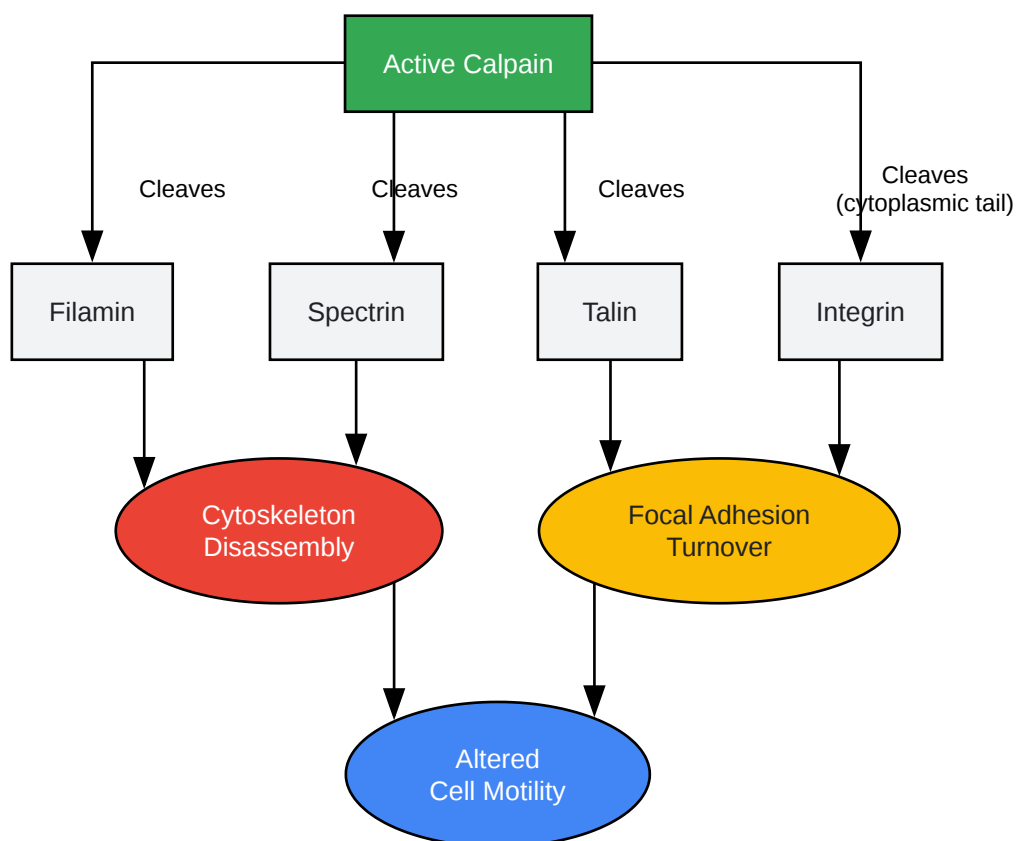 Active Calpain
Cleaves
Cleaves
Cleaves
Cleaves
(cytoplasmic tail)
Filamin
Spectrin
Talin
Integrin
Cytoskeleton
Disassembly
Focal Adhesion
Turnover
Altered
Cell Motility